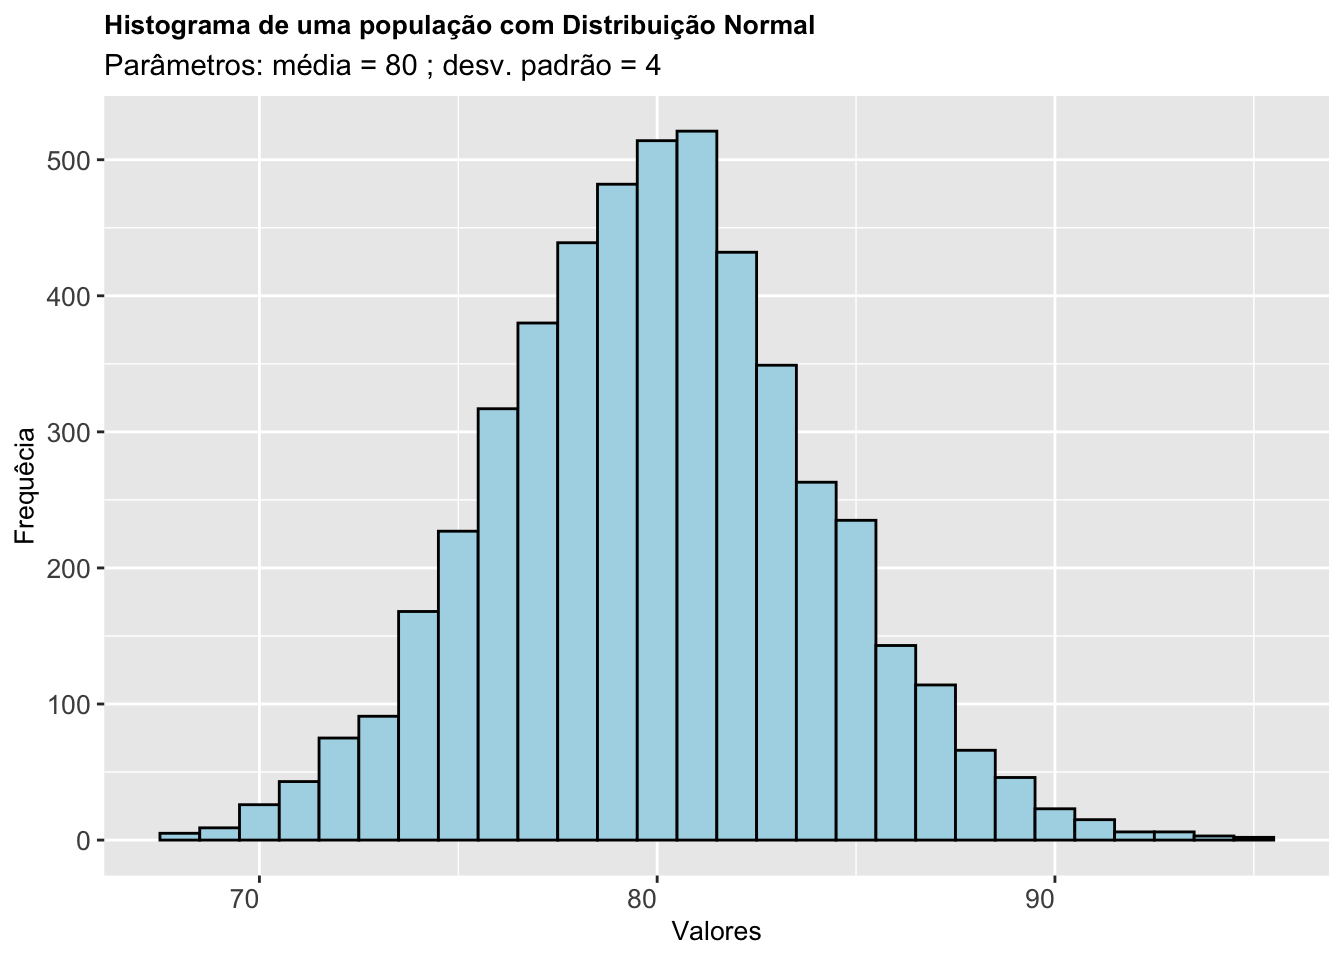 Histograma de uma população com Distribuição Normal
Parâmetros: média = 80 ; desv. padrão = 4
500
400
300
200
100
0
Frequêcia
70 80 90
Valores